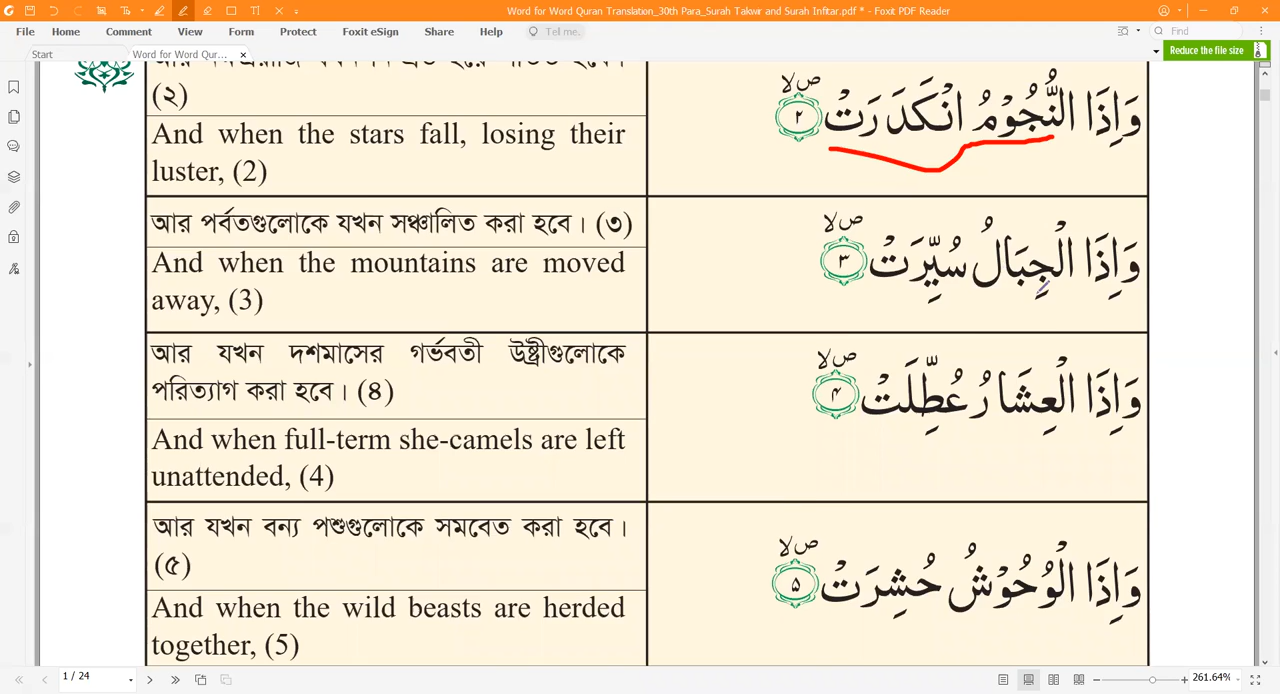 Word for Word Quran Translation_30th Para_Surah Takwir and Surah Infitar.pdf * - Foxit PDF Reader
File Home Comment View Form Protect Foxit eSign Share Help Tell me. Find
Start Word for Word Qur... Reduce the file size
(২)
And when the stars fall, losing their
luster, (2)
وَاِذَا النُّجُوْمُ انْكَدَرَتْ ۪ۙ ۲
আর পর্বতগুলোকে যখন সঞ্চালিত করা হবে। (৩)
And when the mountains are moved
away, (3)
وَاِذَا الْجِبَالُ سُيِّرَتْ ۪ۙ ۳
আর যখন দশমাসের গর্ভবতী উষ্ট্রীগুলোকে
পরিত্যাগ করা হবে। (৪)
And when full-term she-camels are left
unattended, (4)
وَاِذَا الْعِشَارُ عُطِّلَتْ ۪ۙ ۴
আর যখন বন্য পশুগুলোকে সমবেত করা হবে।
(৫)
And when the wild beasts are herded
together, (5)
وَاِذَا الْوُحُوْشُ حُشِرَتْ ۪ۙ ۵
1 / 24 261.64%